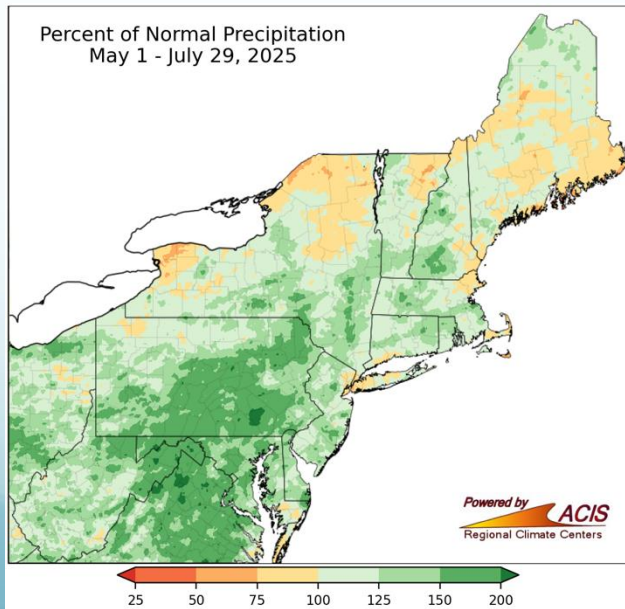 Percent of Normal Precipitation
May 1 - July 29, 2025
Powered by
ACIS
Regional Climate Centers
25 50 75 100 125 150 200